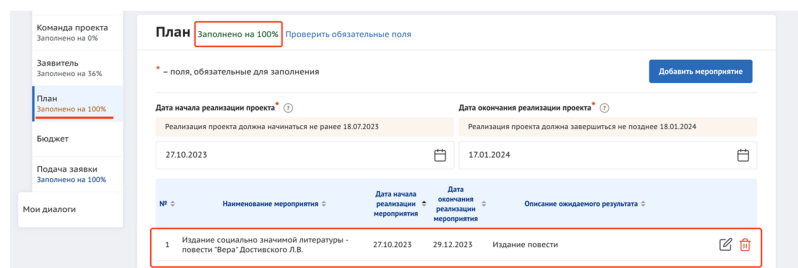 Команда проекта
Заполнено на 0%
Заявитель
Заполнено на 36%
План
Заполнено на 100%
Бюджет
Подача заявки
Заполнено на 100%
Мои диалоги
План Заполнено на 100% Проверить обязательные поля
* – поля, обязательные для заполнения
Добавить мероприятие
Дата начала реализации проекта* ?
Реализация проекта должна начинаться не ранее 18.07.2023
27.10.2023
Дата окончания реализации проекта* ?
Реализация проекта должна завершиться не позднее 18.01.2024
17.01.2024
№ Наименование мероприятия Дата начала реализации мероприятия Дата окончания реализации мероприятия Описание ожидаемого результата
1 Издание социально значимой литературы - 27.10.2023 29.12.2023 Издание повести
повести "Вера" Достивского Л.В.